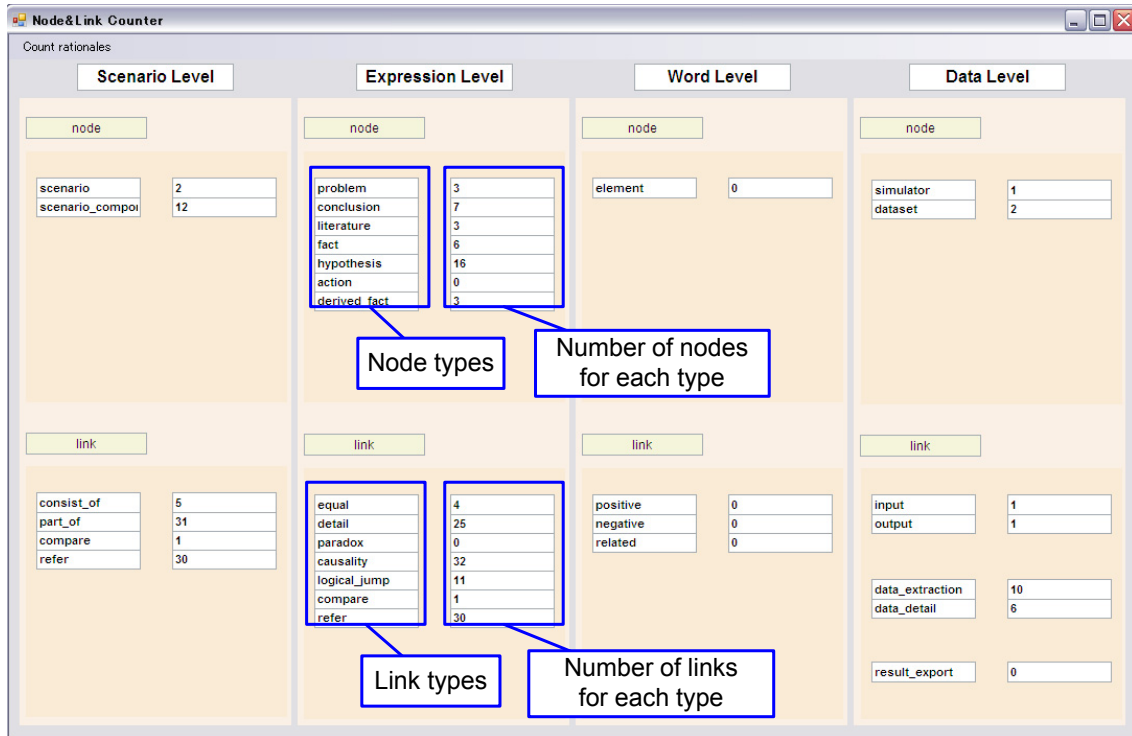 Node&Link Counter
Count rationales
Scenario Level
node
scenario 2
scenario_compo 12
link
consist_of 5
part_of 31
compare 1
refer 30
Expression Level
node
problem 3
conclusion 7
literature 3
fact 6
hypothesis 16
action 0
derived_fact 3
Node types
Number of nodes
for each type
link
equal 4
detail 25
paradox 0
causality 32
logical_jump 11
compare 1
refer 30
Link types
Number of links
for each type
Word Level
node
element 0
link
positive 0
negative 0
related 0
Data Level
node
simulator 1
dataset 2
link
input 1
output 1
data_extraction 10
data_detail 6
result_export 0